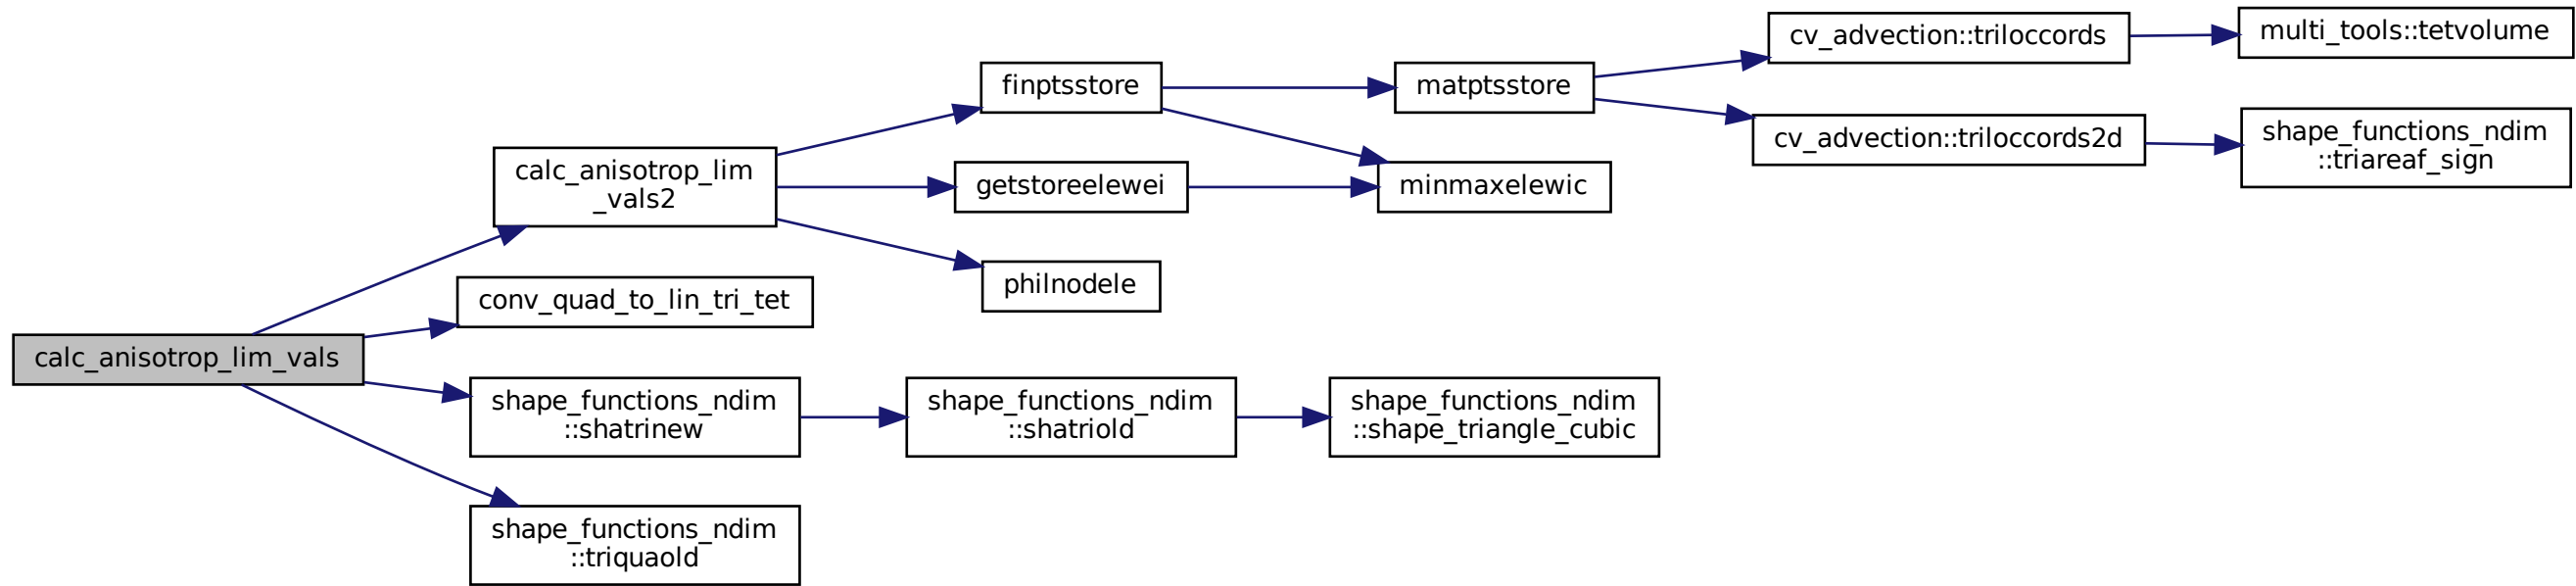 calc_anisotrop_lim_vals
calc_anisotrop_lim
_vals2
conv_quad_to_lin_tri_tet
shape_functions_ndim
::shatrinew
shape_functions_ndim
::triquaold
finptsstore
getstoreelewei
philnodele
shape_functions_ndim
::shatriold
matptsstore
minmaxelewic
shape_functions_ndim
::shape_triangle_cubic
cv_advection::triloccords
cv_advection::triloccords2d
multi_tools::tetvolume
shape_functions_ndim
::triareaf_sign